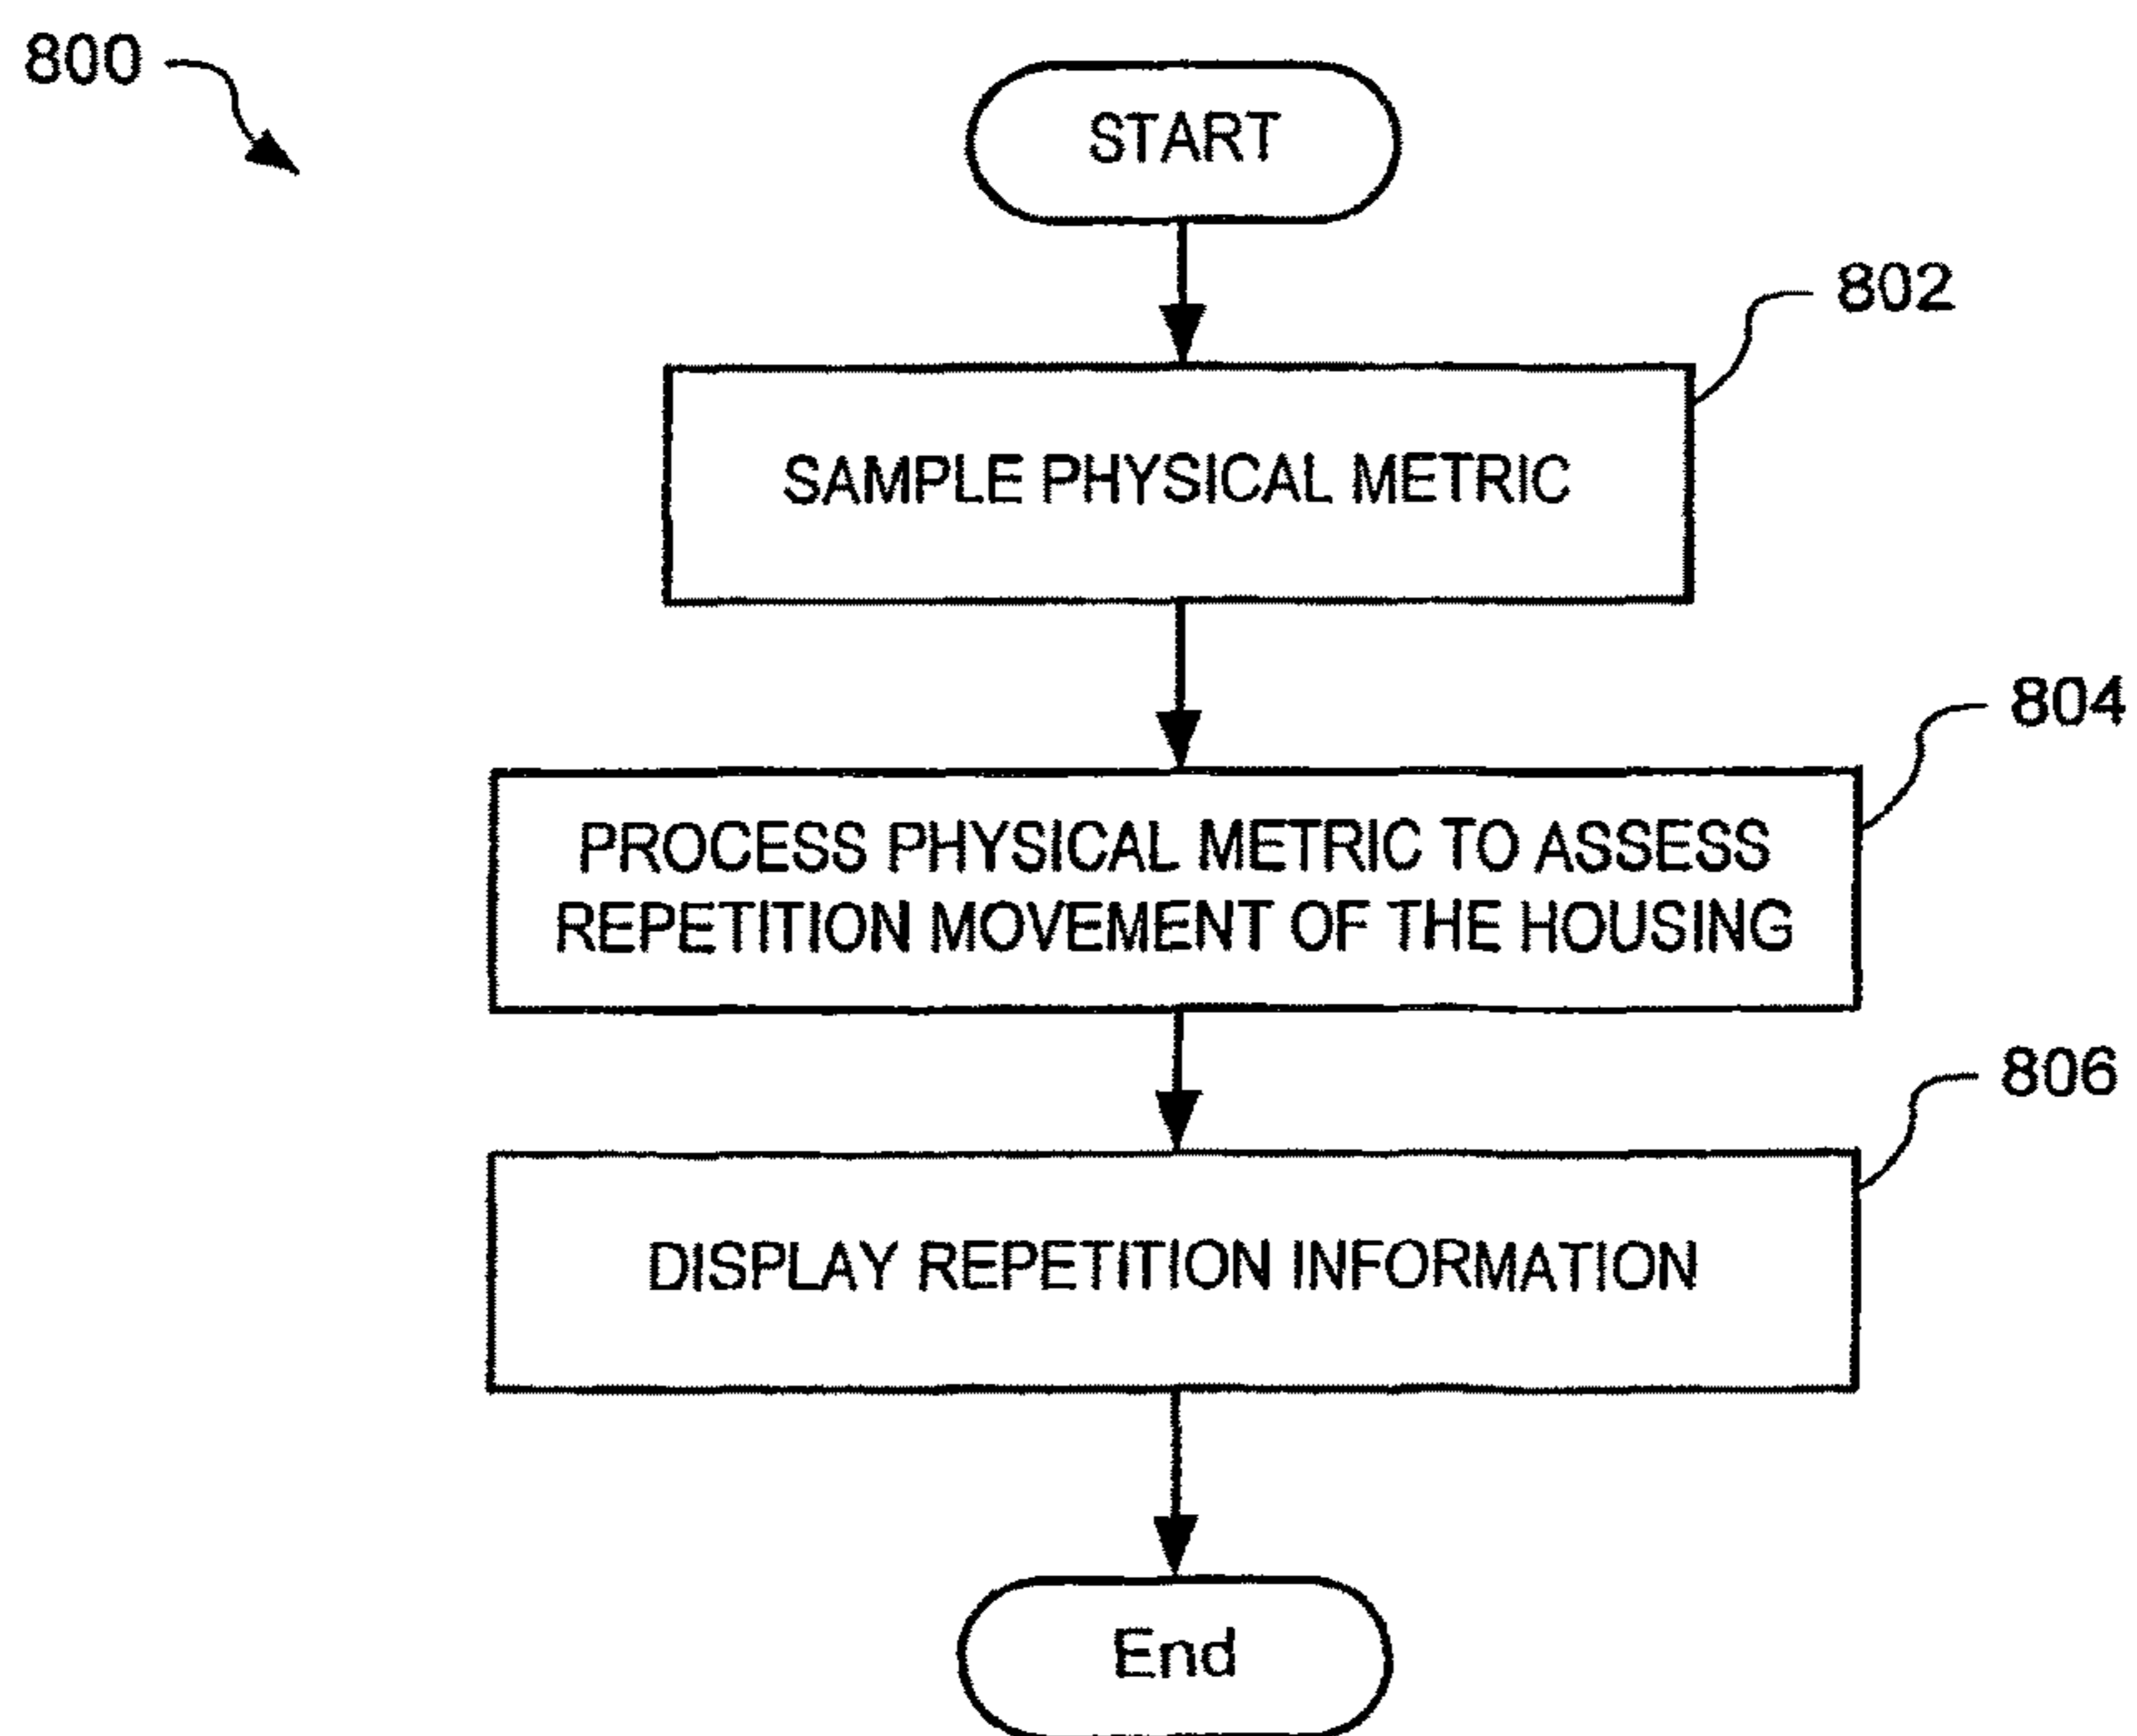 800
START
802
SAMPLE PHYSICAL METRIC
804
PROCESS PHYSICAL METRIC TO ASSESS
REPETITION MOVEMENT OF THE HOUSING
806
DISPLAY REPETITION INFORMATION
End